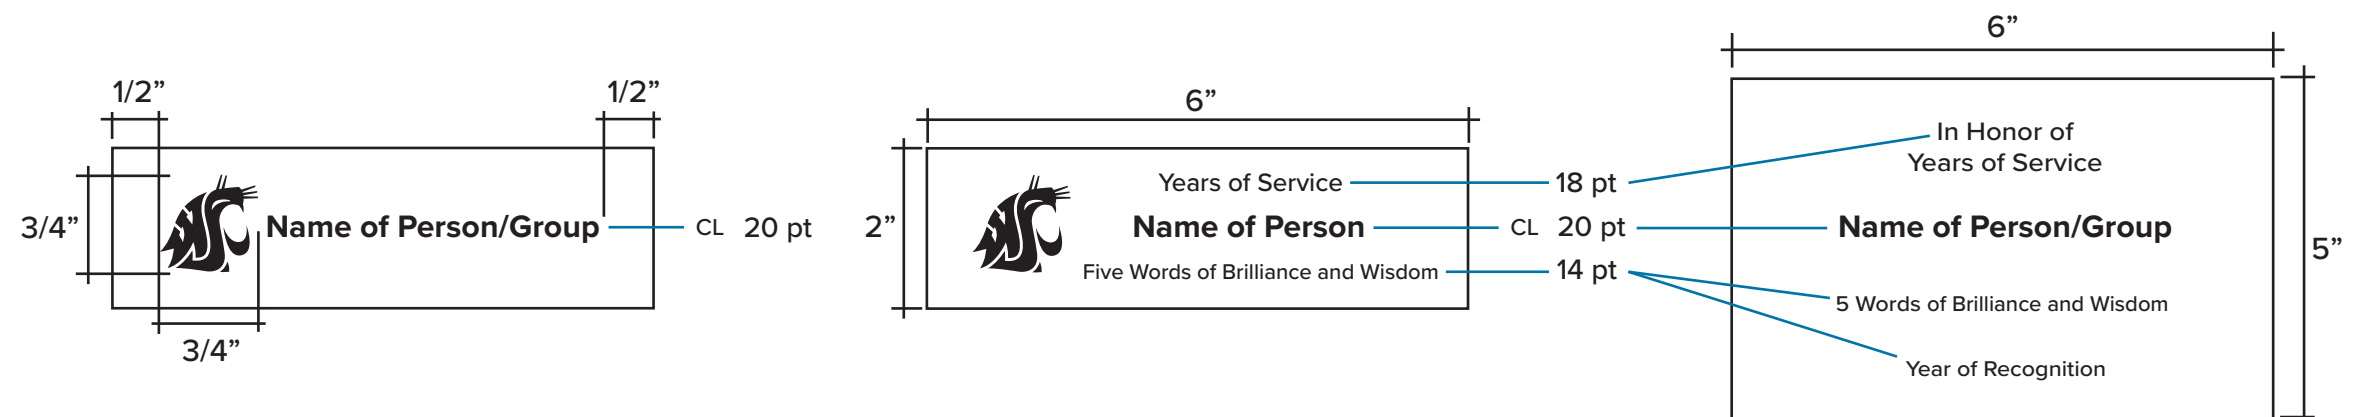 1/2”
1/2”
3/4”
Name of Person/Group
CL 20 pt
3/4”
6”
2”
Years of Service
Name of Person
Five Words of Brilliance and Wisdom
18 pt
CL 20 pt
14 pt
6”
5”
In Honor of
Years of Service
Name of Person/Group
5 Words of Brilliance and Wisdom
Year of Recognition